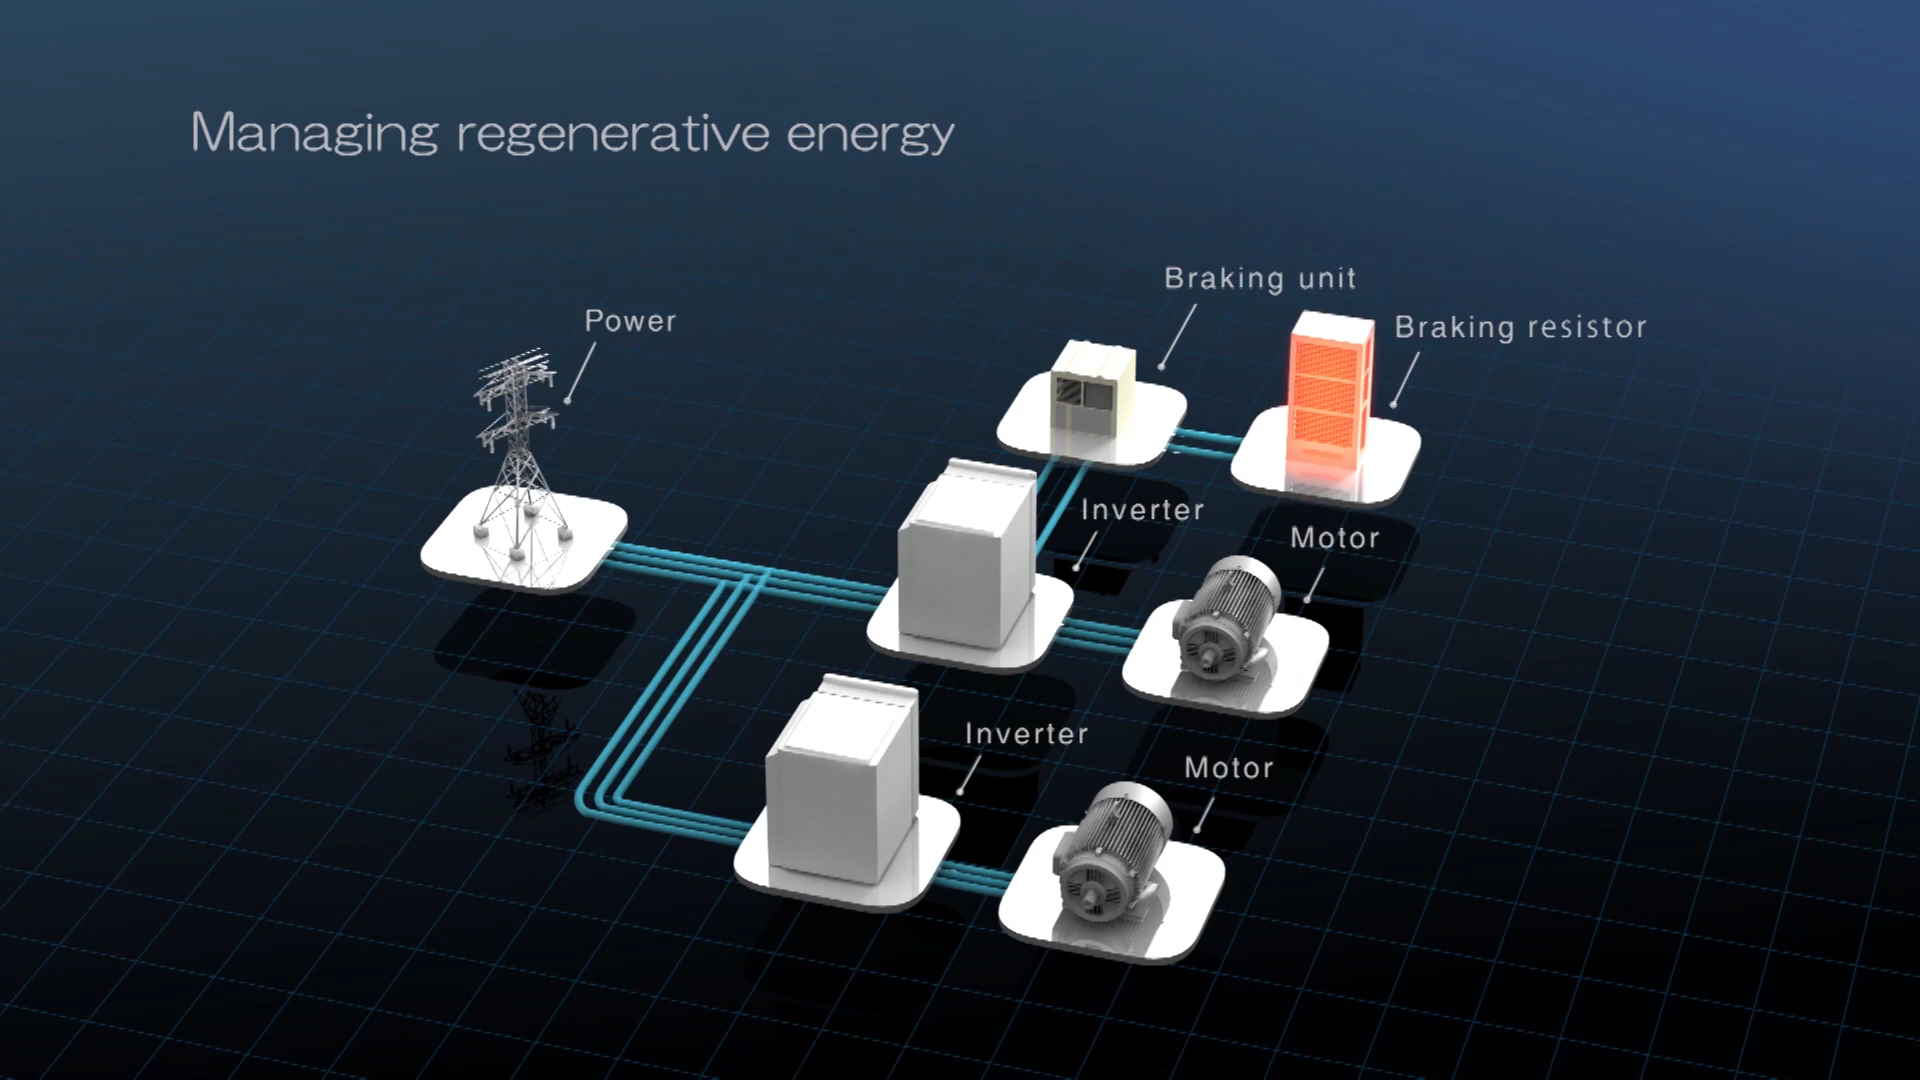 Managing regenerative energy
Braking unit
Power
Braking resistor
Inverter
Motor
Inverter
Motor